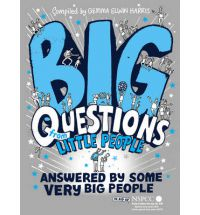 Compiled by GEMMA ELWIN HARRIS
BIG
QUESTIONS
from
LITTLE PEOPLE
ANSWERED BY SOME
VERY BIG PEOPLE
NSPCC